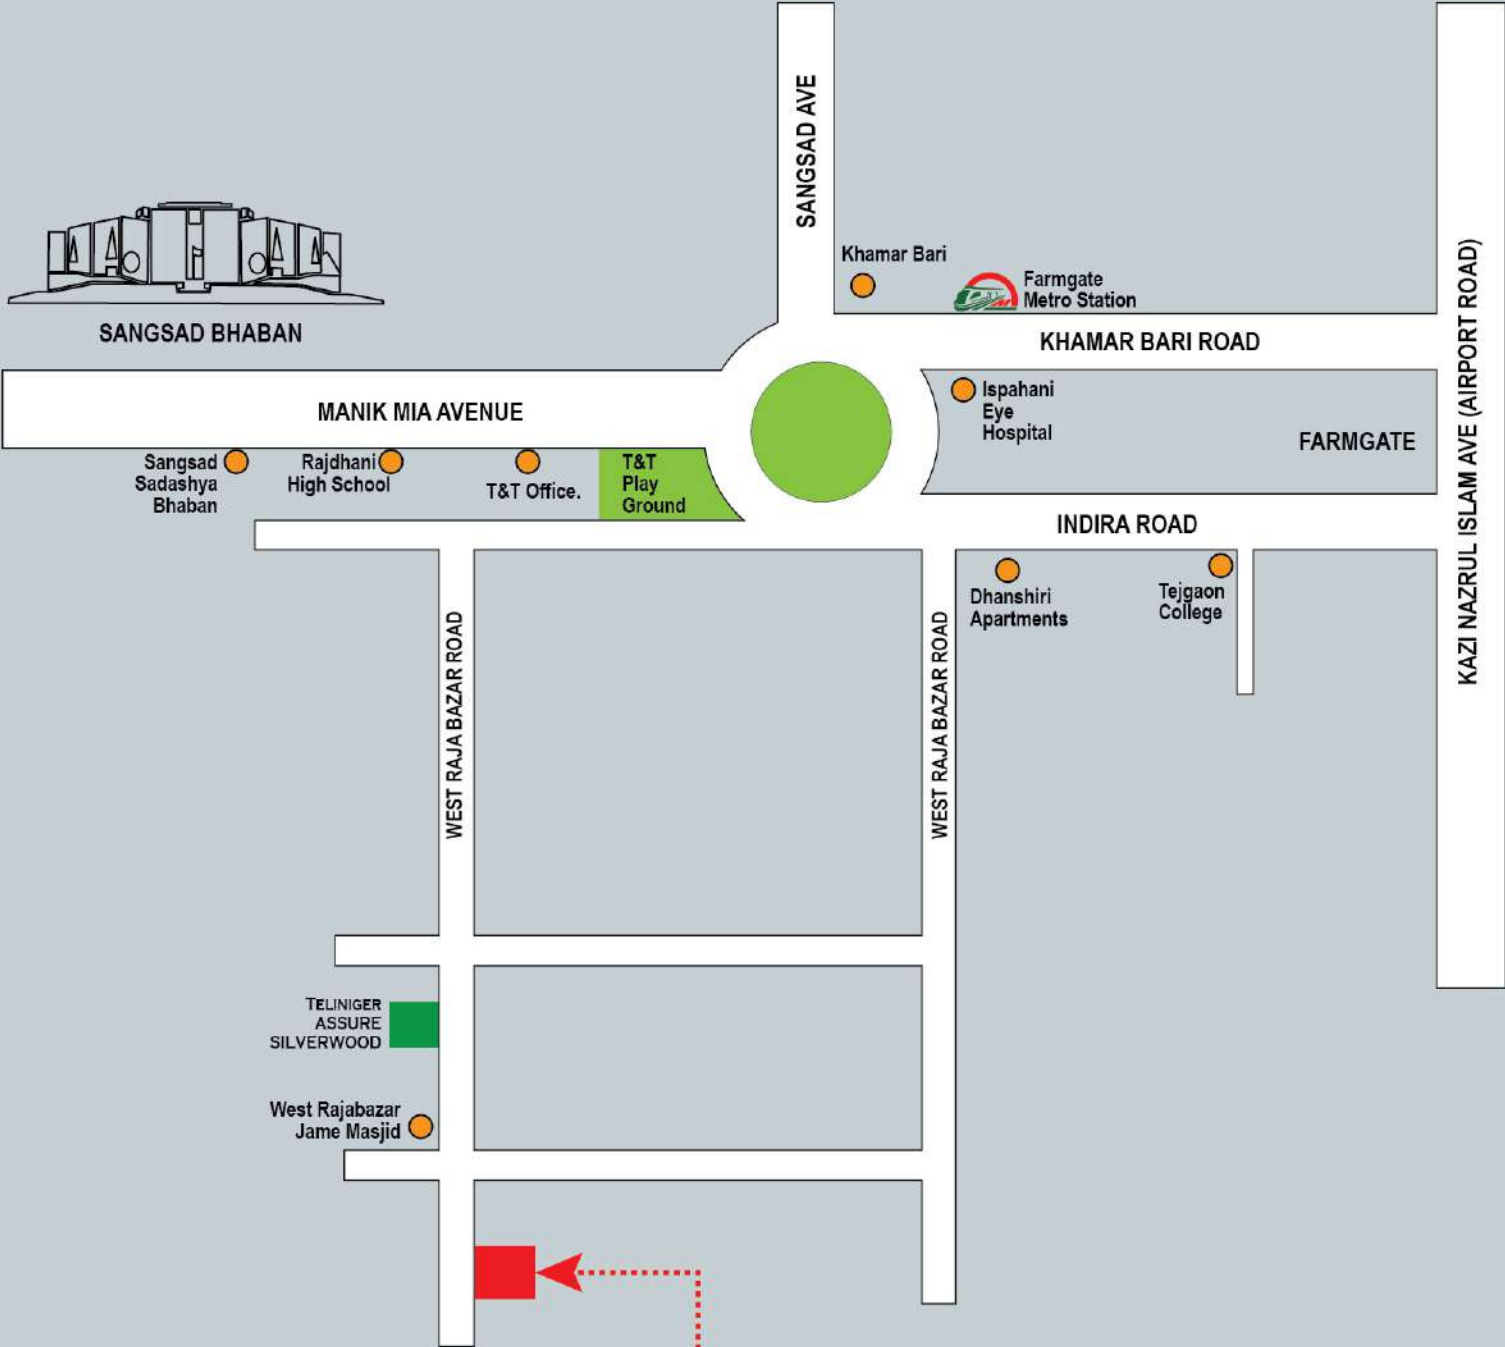 SANGSAD AVE
Khamar Bari
Farmgate
Metro Station
SANGSAD BHABAN
KHAMAR BARI ROAD
MANIK MIA AVENUE
Ispahani
Eye
Hospital
FARMGATE
KAZI NAZRUL ISLAM AVE (AIRPORT ROAD)
Sangsad
Sadashya
Bhaban
Rajdhani
High School
T&T Office.
T&T
Play
Ground
INDIRA ROAD
Dhanshiri
Apartments
Tejgaon
College
WEST RAJA BAZAR ROAD
WEST RAJA BAZAR ROAD
TELINIGER
ASSURE
SILVERWOOD
West Rajabazar
Jame Masjid